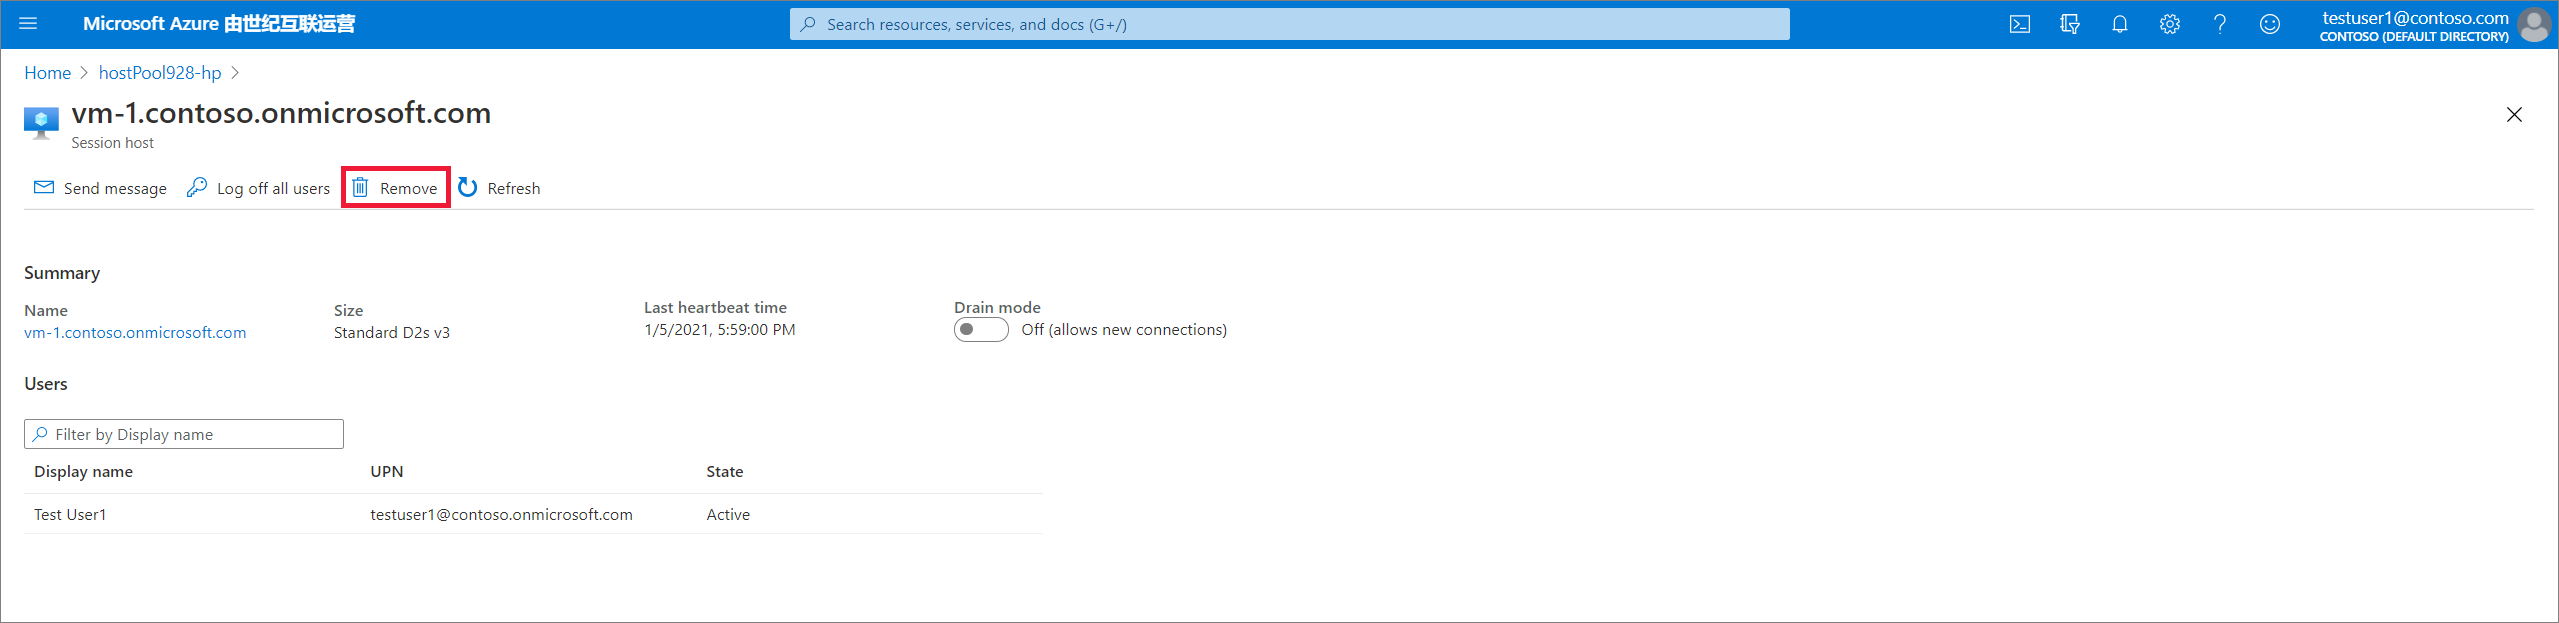 Microsoft Azure 由世纪互联运营
Search resources, services, and docs (G+/)
testuser1@contoso.com
CONTOSO (DEFAULT DIRECTORY)
Home > hostPool928-hp >
vm-1.contoso.onmicrosoft.com
Session host
Send message Log off all users Remove Refresh
Summary
Name Size Last heartbeat time Drain mode
vm-1.contoso.onmicrosoft.com Standard D2s v3 1/5/2021, 5:59:00 PM Off (allows new connections)
Users
Filter by Display name
Display name UPN State
Test User1 testuser1@contoso.onmicrosoft.com Active